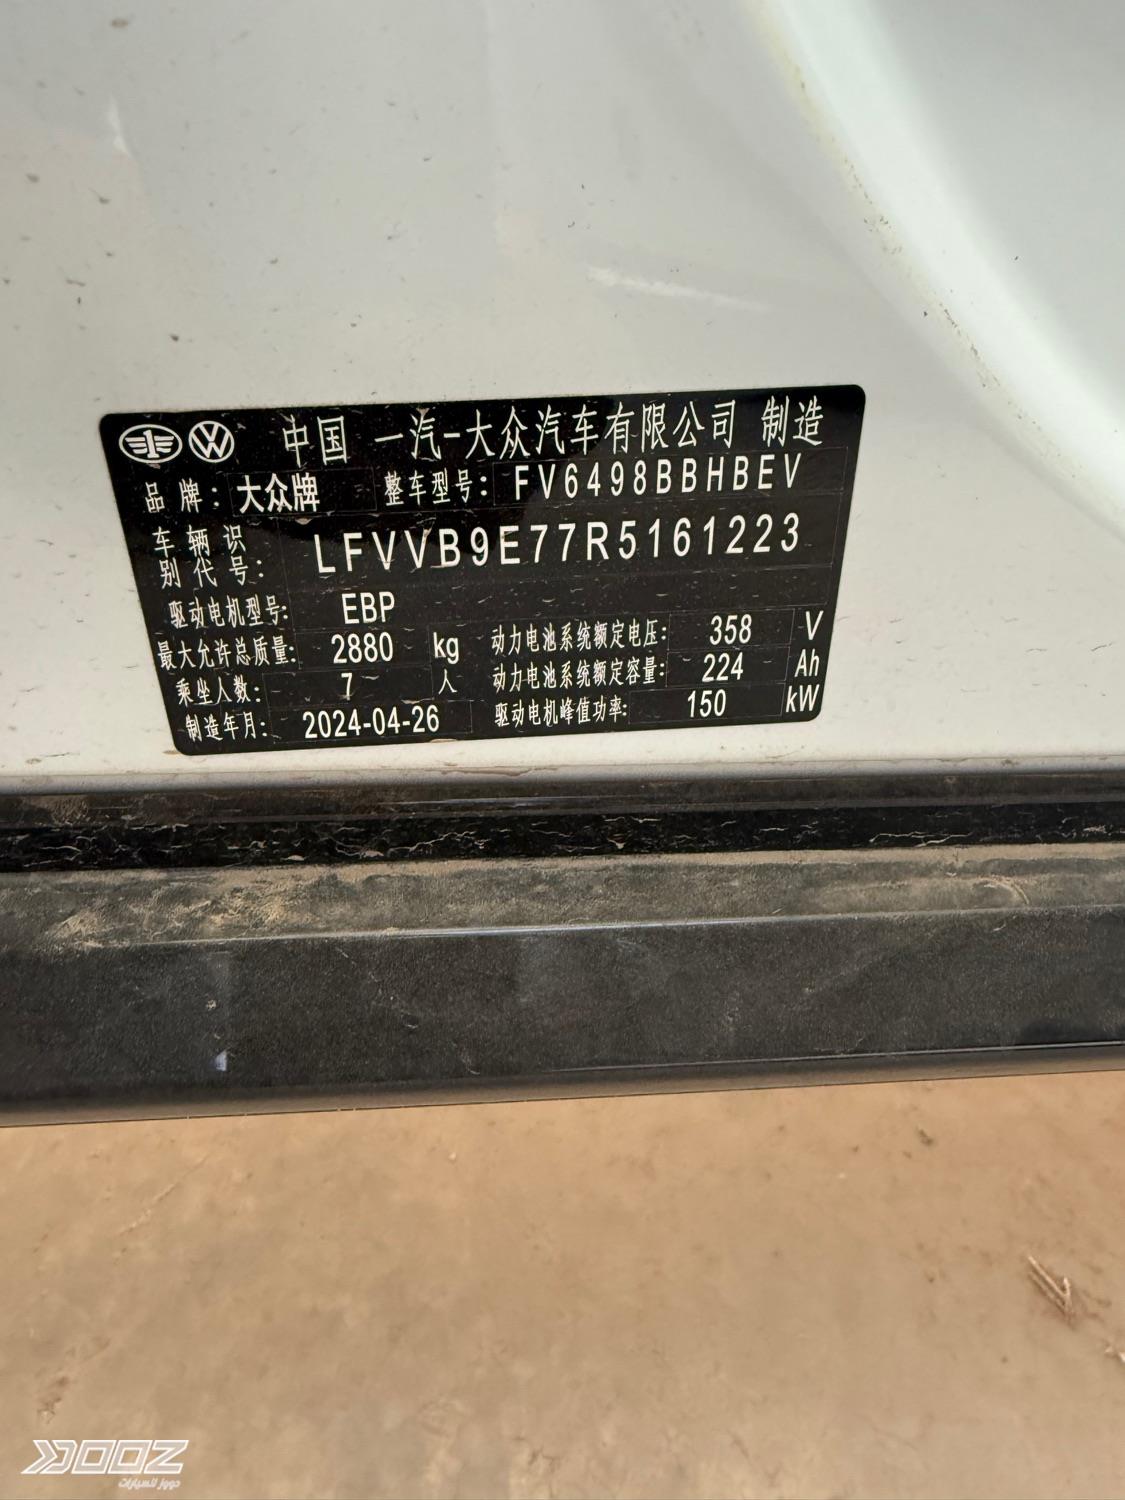 中国 一汽-大众汽车有限公司 制造
品牌: 大众牌 整车型号: FV6498BBHBEV
车辆识别代号: LFVVB9E77R5161223
驱动电机型号: EBP
最大允许总质量: 2880 kg 动力电池系统额定电压: 358 V
乘坐人数: 7 人 动力电池系统额定容量: 224 Ah
制造年月: 2024-04-26 驱动电机峰值功率: 150 kW
DOOZ
دووز للسيارات